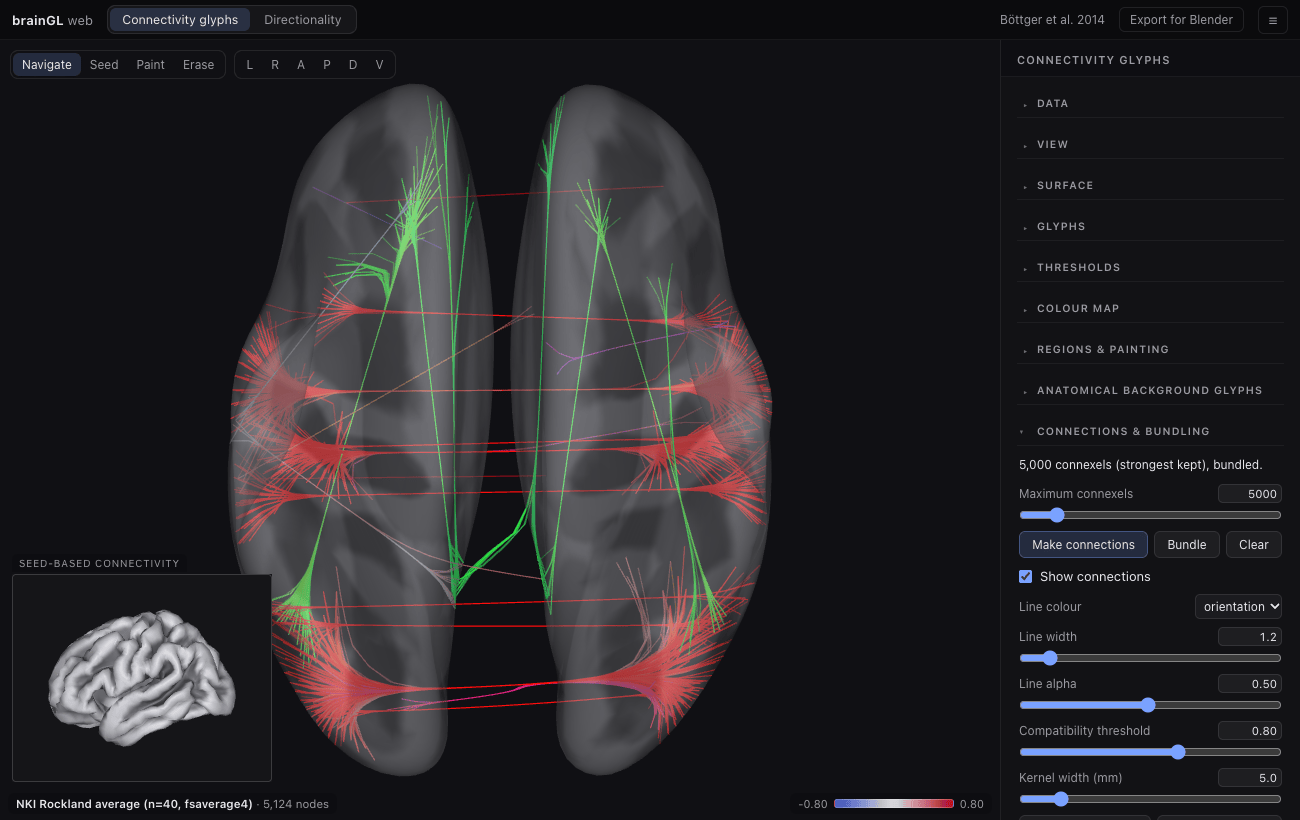 brainGL web
Connectivity glyphs
Directionality
Böttger et al. 2014
Export for Blender
≡
Navigate
Seed
Paint
Erase
L R A P D V
CONNECTIVITY GLYPHS
DATA
VIEW
SURFACE
GLYPHS
THRESHOLDS
COLOUR MAP
REGIONS & PAINTING
ANATOMICAL BACKGROUND GLYPHS
CONNECTIONS & BUNDLING
5,000 connexels (strongest kept), bundled.
Maximum connexels 5000
Make connections
Bundle
Clear
Show connections
Line colour orientation
Line width 1.2
Line alpha 0.50
Compatibility threshold 0.80
Kernel width (mm) 5.0
SEED-BASED CONNECTIVITY
NKI Rockland average (n=40, fsaverage4) · 5,124 nodes
-0.80 0.80